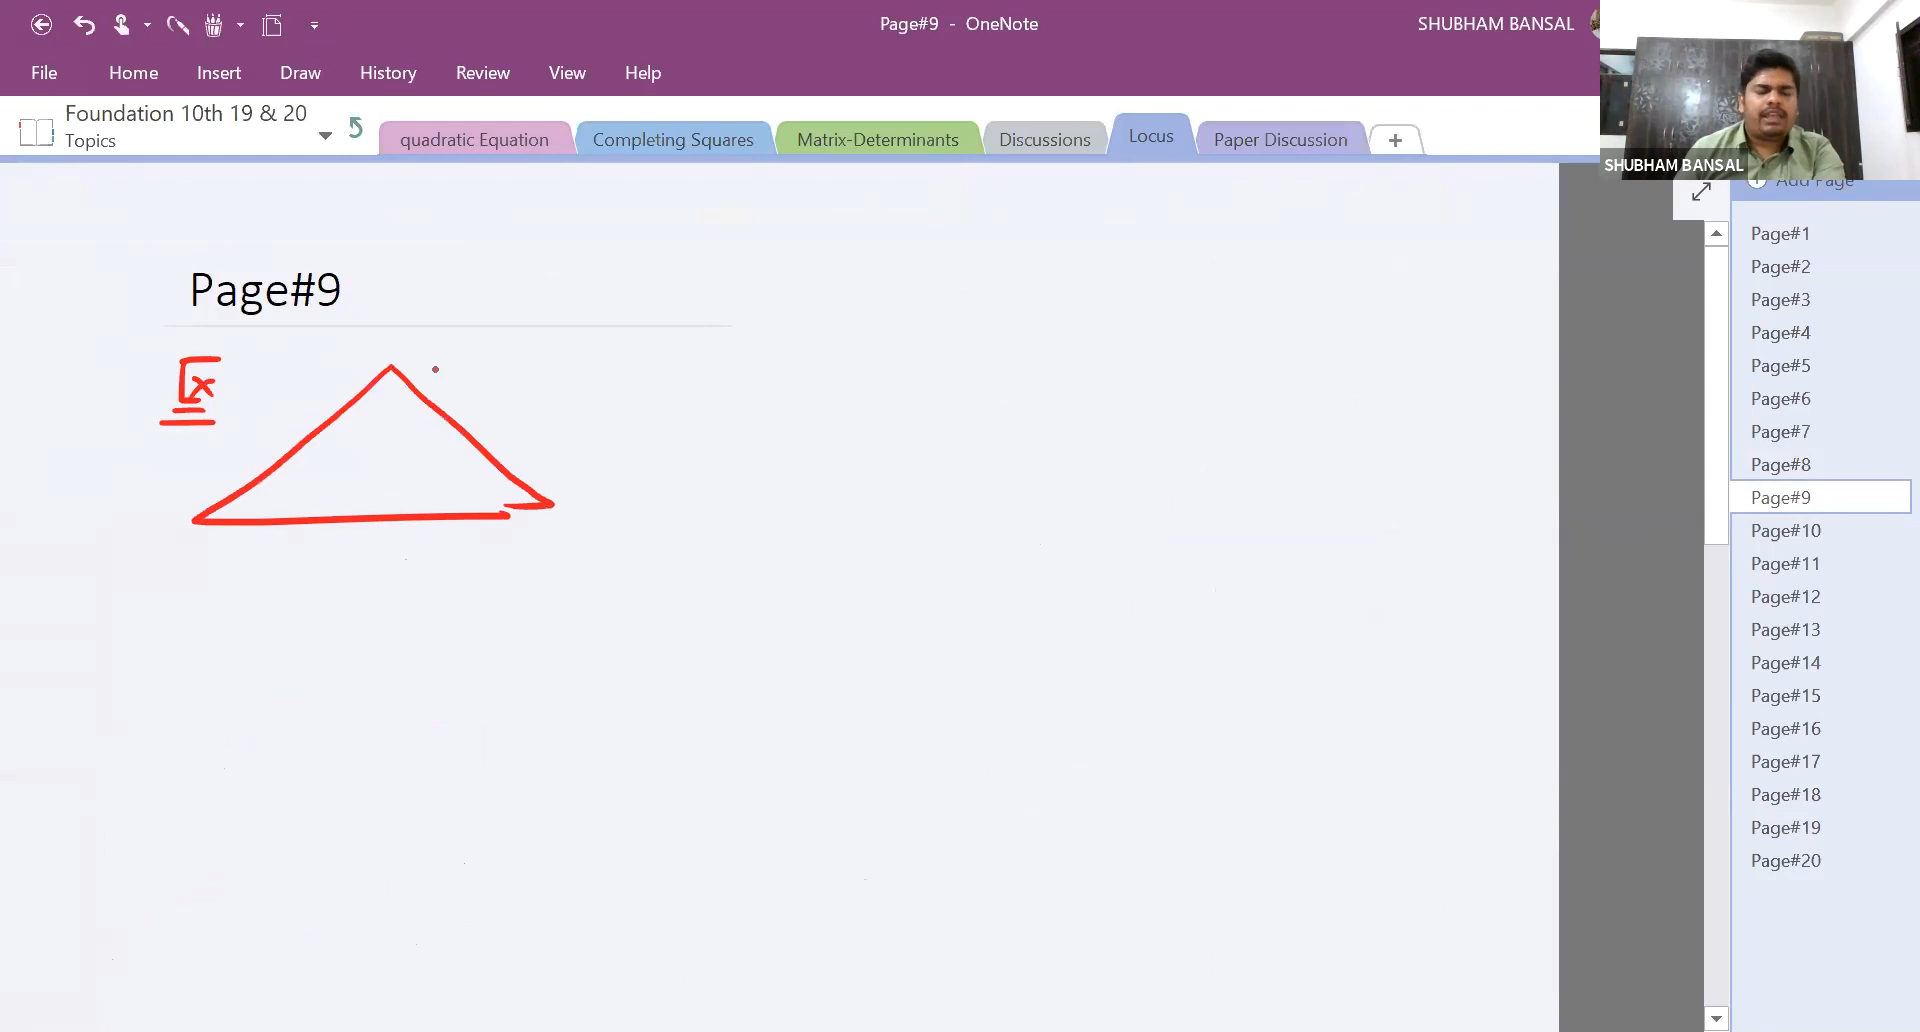 Page#9 - OneNote
SHUBHAM BANSAL
File Home Insert Draw History Review View Help
Foundation 10th 19 & 20
Topics
quadratic Equation Completing Squares Matrix-Determinants Discussions Locus Paper Discussion +
SHUBHAM BANSAL
Add Page
Page#9
Ex
Page#1
Page#2
Page#3
Page#4
Page#5
Page#6
Page#7
Page#8
Page#9
Page#10
Page#11
Page#12
Page#13
Page#14
Page#15
Page#16
Page#17
Page#18
Page#19
Page#20